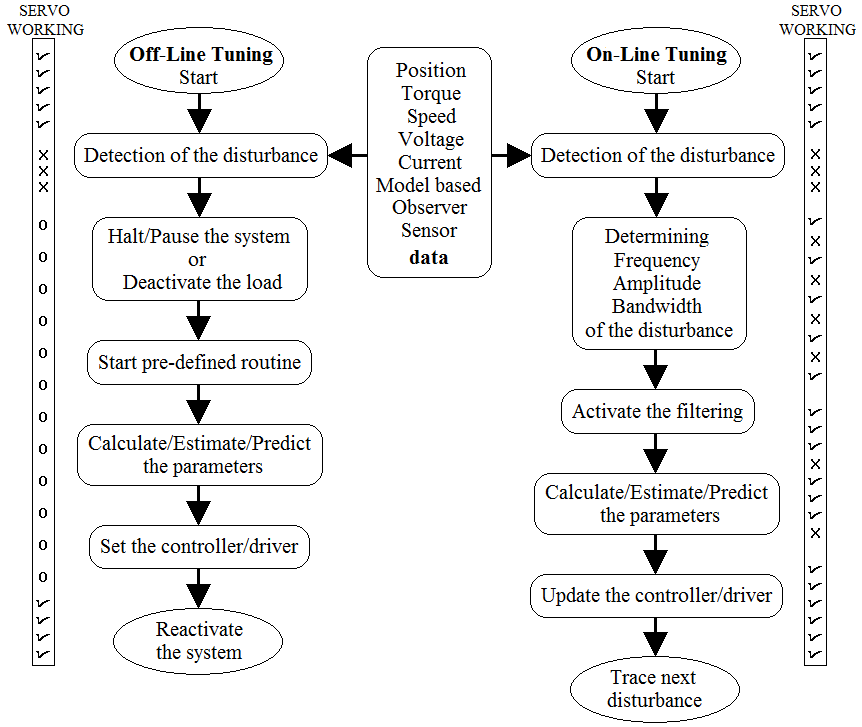 SERVO
WORKING
Off-Line Tuning
Start
Detection of the disturbance
Halt/Pause the system
or
Deactivate the load
Start pre-defined routine
Calculate/Estimate/Predict
the parameters
Set the controller/driver
Reactivate
the system
Position
Torque
Speed
Voltage
Current
Model based
Observer
Sensor
data
On-Line Tuning
Start
Detection of the disturbance
Determining
Frequency
Amplitude
Bandwidth
of the disturbance
Activate the filtering
Calculate/Estimate/Predict
the parameters
Update the controller/driver
Trace next
disturbance
SERVO
WORKING